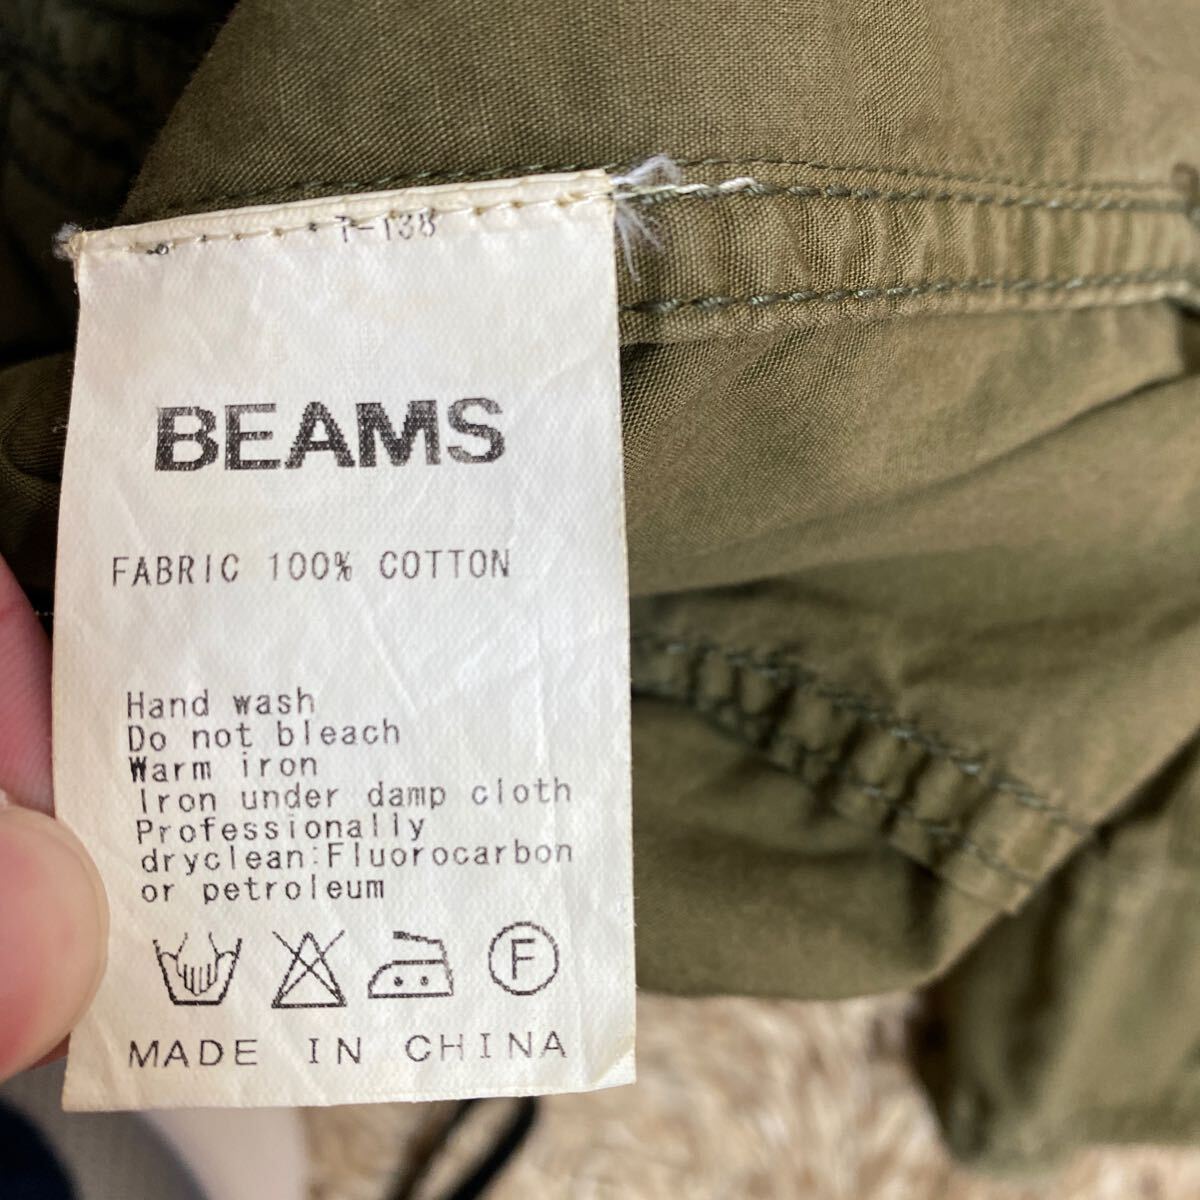 T-138
BEAMS
FABRIC 100% COTTON
Hand wash
Do not bleach
Warm iron
Iron under damp cloth
Professionally
dryclean:Fluorocarbon
or petroleum
F
MADE IN CHINA